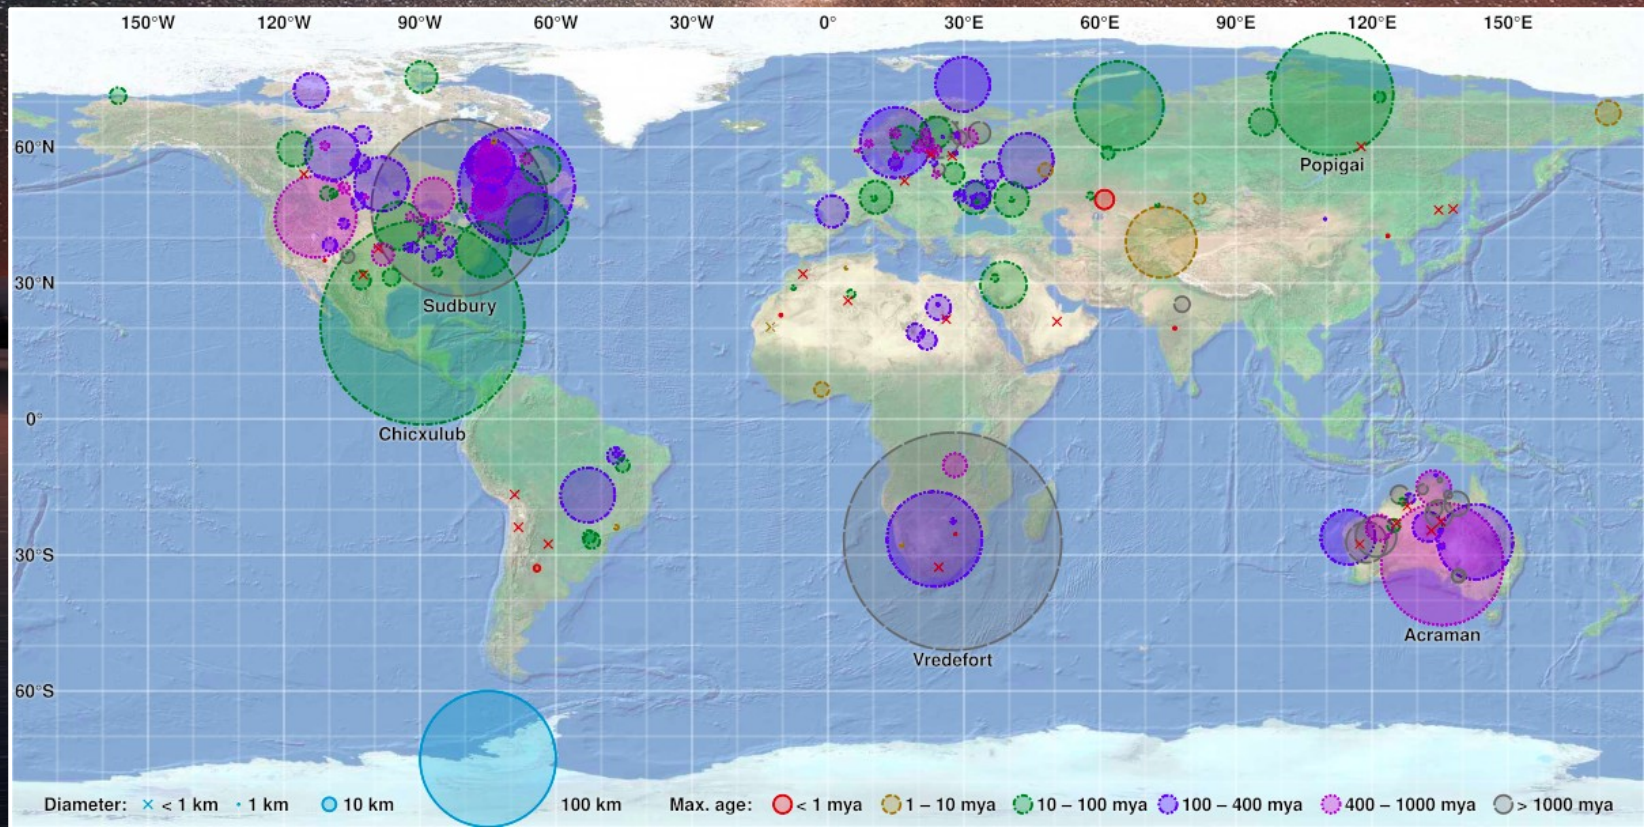 150°W 120°W 90°W 60°W 30°W 0° 30°E 60°E 90°E 120°E 150°E
60°N
Popigai
30°N
Sudbury
0°
Chicxulub
30°S
Acraman
Vredefort
60°S
Diameter: × < 1 km • 1 km 10 km 100 km Max. age: < 1 mya 1 – 10 mya 10 – 100 mya 100 – 400 mya 400 – 1000 mya > 1000 mya